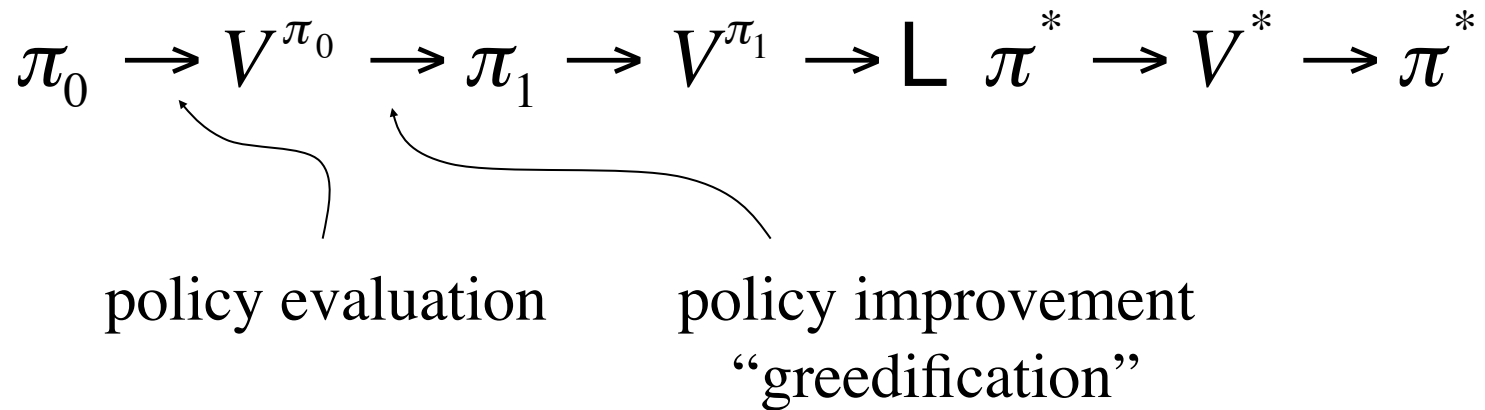 π₀ → V^π₀ → π₁ → V^π₁ → L π* → V* → π*
policy evaluation
policy improvement
“greedification”